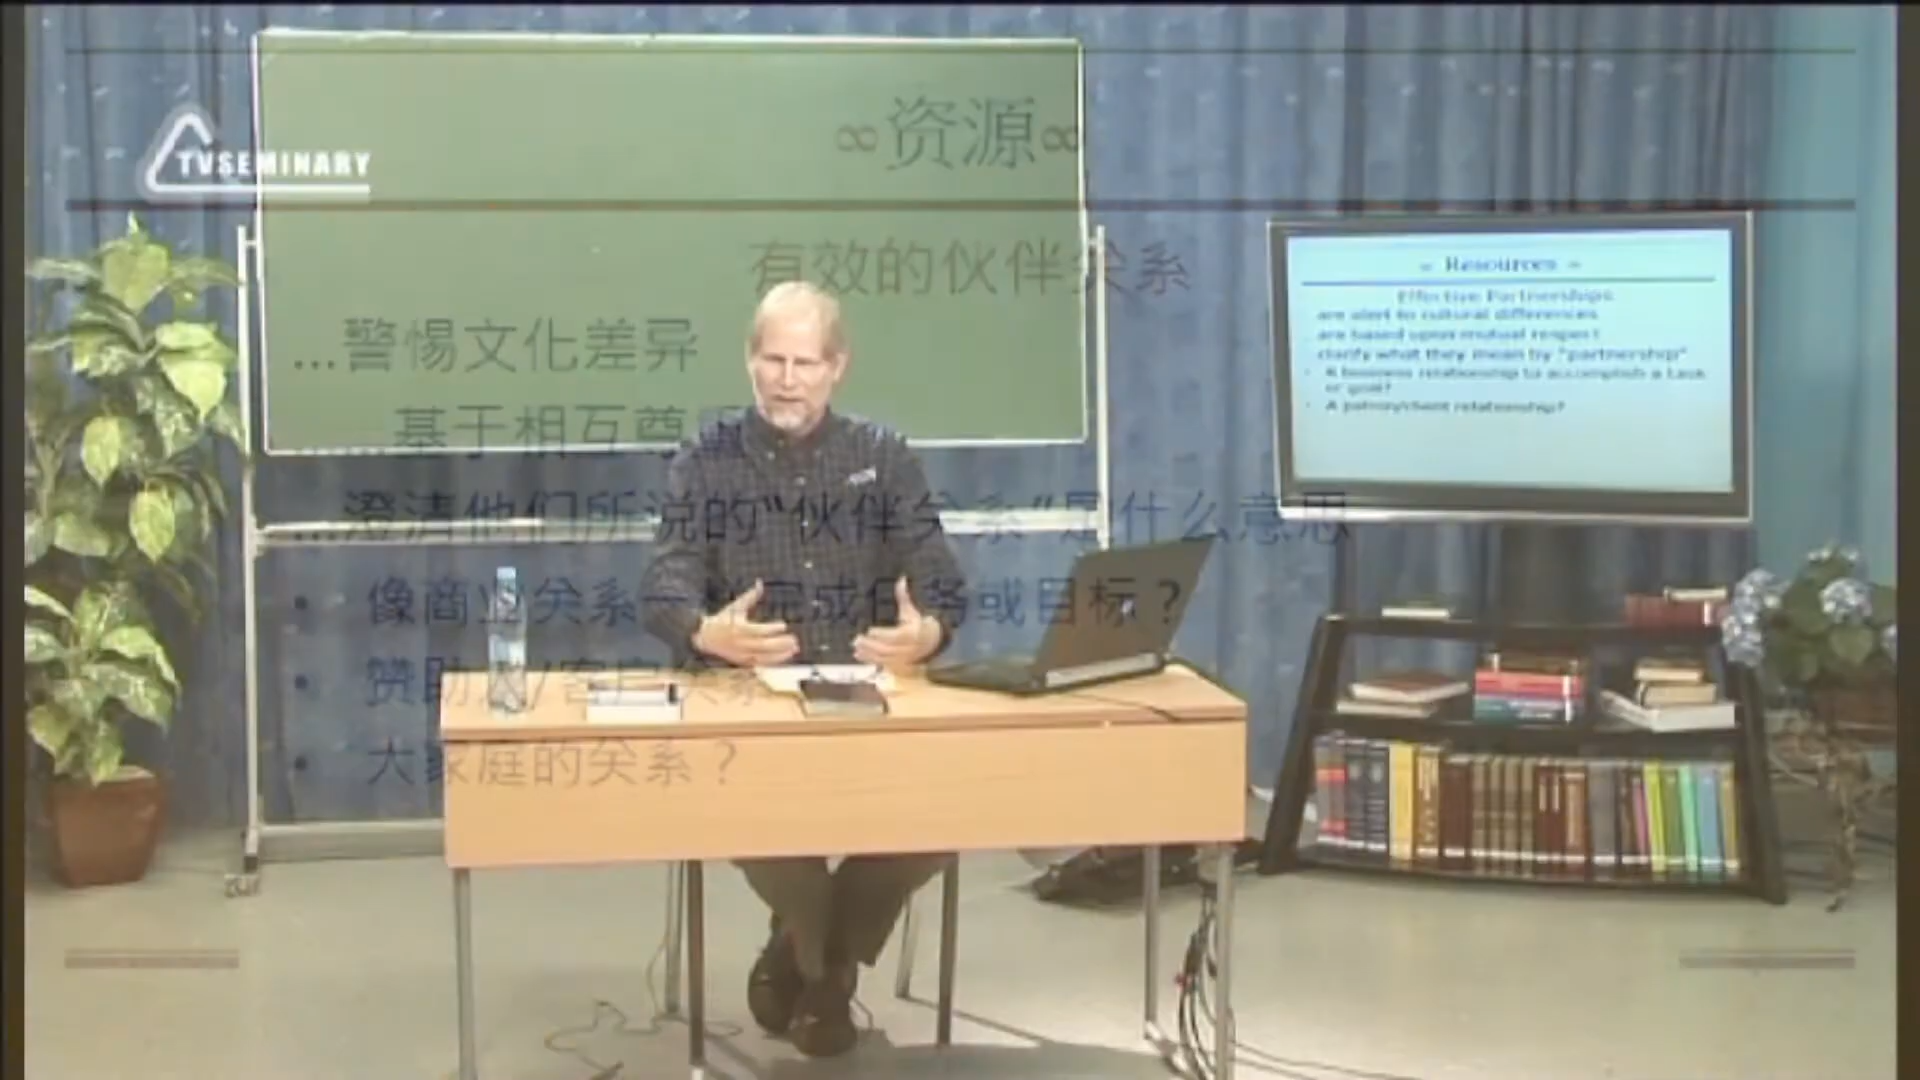 TVSEMINARY
∞资源∞
有效的伙伴关系
...警惕文化差异
......基于相互尊
...澄清他们所说的“伙伴关系”是什么意思
• 像商业关系一样完成任务或目标？
• 赞助人/客户关系
• 大家庭的关系？
~ Resources ~
Effective Partnerships
are alert to cultural differences
are based upon mutual respect
clarify what they mean by "partnership"
· A business relationship to accomplish a task
or goal?
· A patron/client relationship?